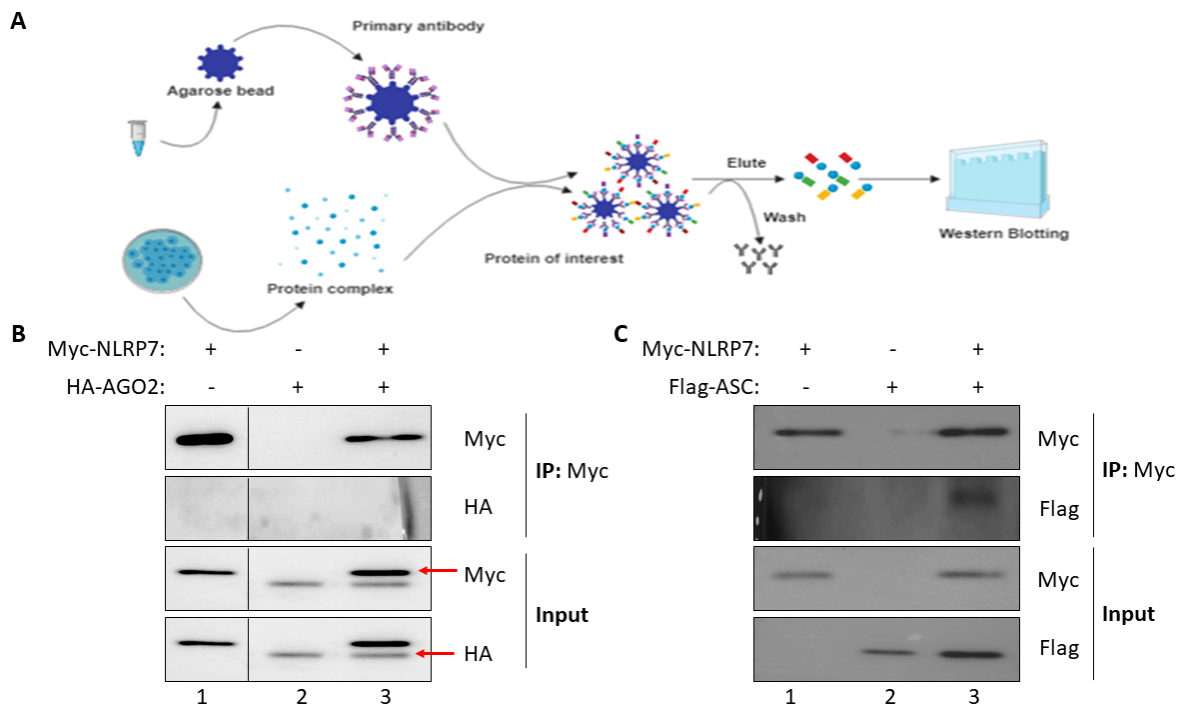 A
Primary antibody
Agarose bead
Elute
Wash
Protein of interest
Western Blotting
Protein complex
B
Myc-NLRP7: + - +
HA-AGO2: - + +
Myc
HA
IP: Myc
Myc
HA
Input
1 2 3
C
Myc-NLRP7: + - +
Flag-ASC: - + +
Myc
Flag
IP: Myc
Myc
Flag
Input
1 2 3